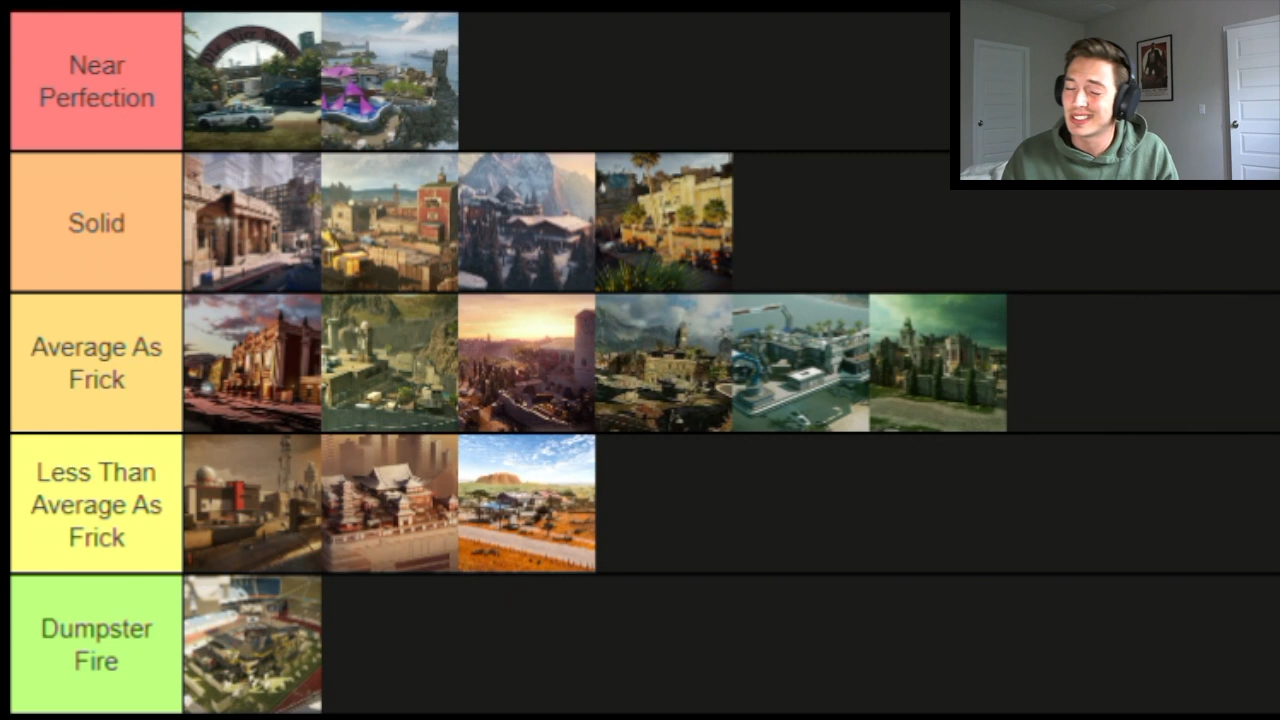 Near
Perfection
Solid
Average As
Frick
Less Than
Average As
Frick
Dumpster
Fire